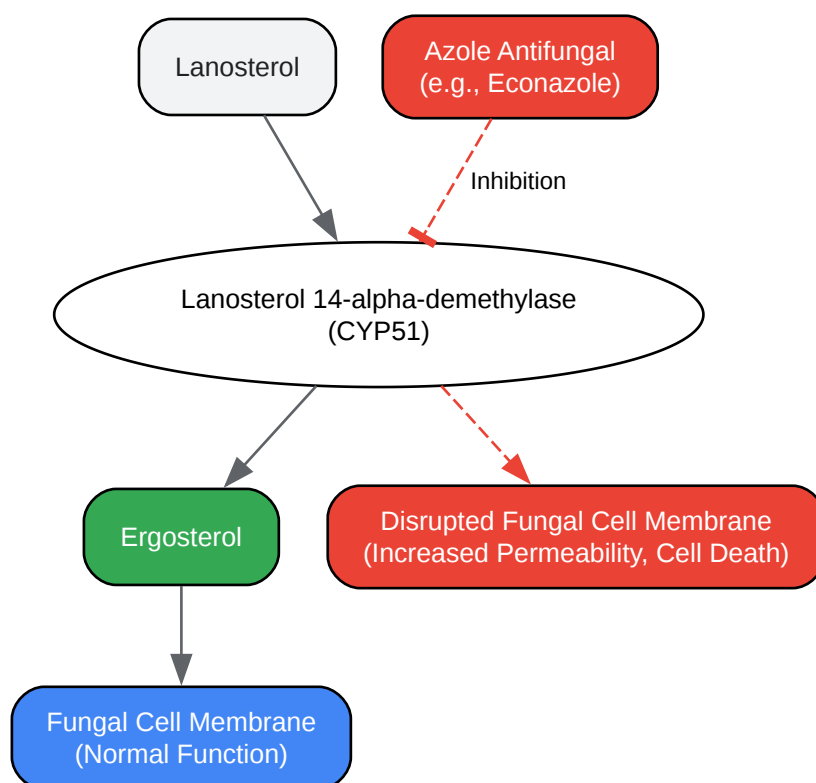 Lanosterol
Azole Antifungal
(e.g., Econazole)
Inhibition
Lanosterol 14-alpha-demethylase
(CYP51)
Ergosterol
Disrupted Fungal Cell Membrane
(Increased Permeability, Cell Death)
Fungal Cell Membrane
(Normal Function)